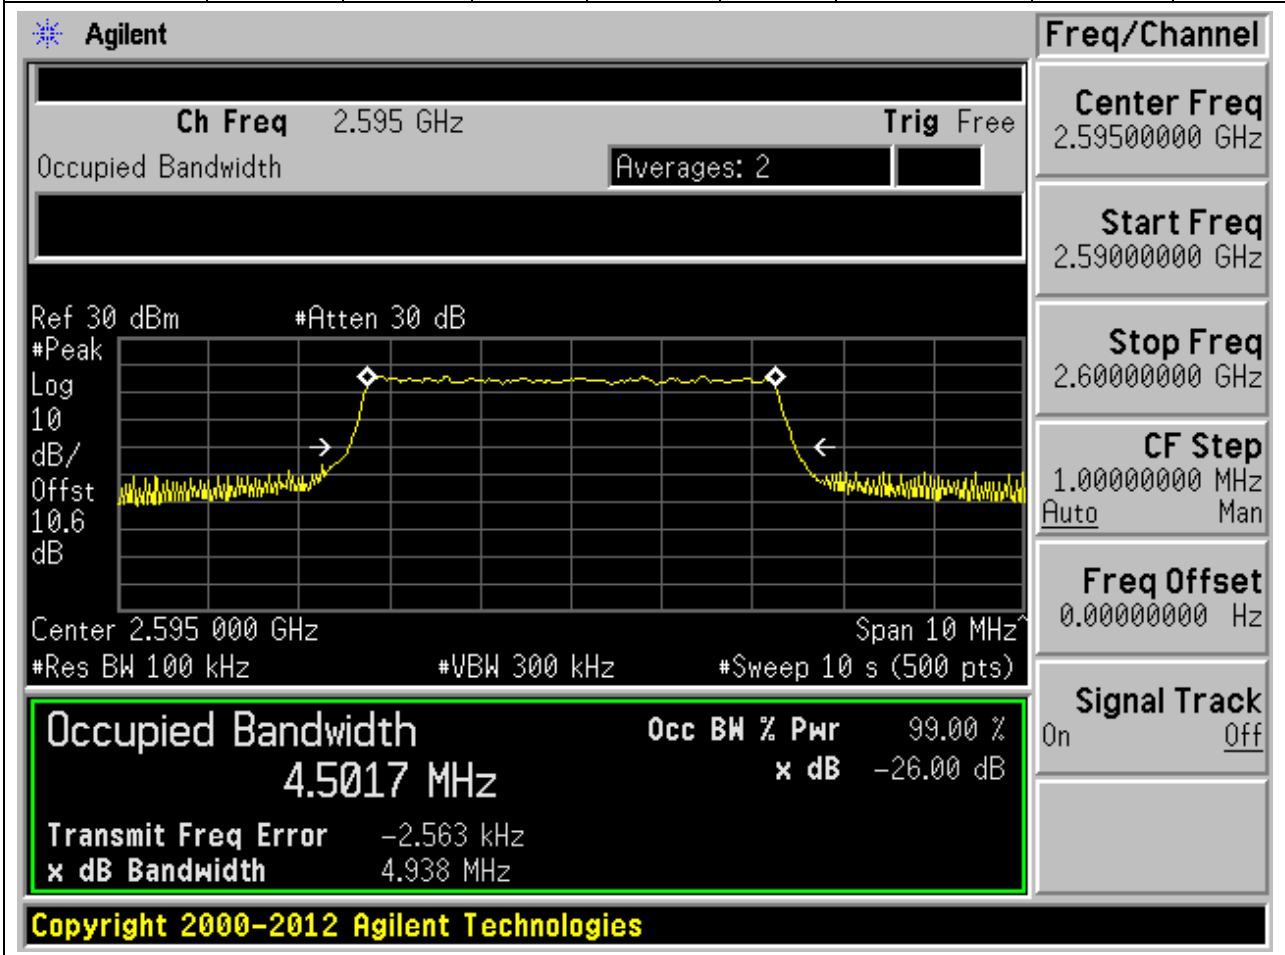 Agilent
Freq/Channel
Ch Freq 2.595 GHz Trig Free
Occupied Bandwidth Averages: 2
Center Freq
2.59500000 GHz
Start Freq
2.59000000 GHz
Stop Freq
2.60000000 GHz
CF Step
1.00000000 MHz
Auto Man
Freq Offset
0.00000000 Hz
Signal Track
On Off
Ref 30 dBm #Atten 30 dB
#Peak
Log
10
dB/
Offst
10.6
dB
Center 2.595 000 GHz Span 10 MHz^
#Res BW 100 kHz #VBW 300 kHz #Sweep 10 s (500 pts)
Occupied Bandwidth
4.5017 MHz
Occ BW % Pwr 99.00 %
x dB -26.00 dB
Transmit Freq Error -2.563 kHz
x dB Bandwidth 4.938 MHz
Copyright 2000-2012 Agilent Technologies